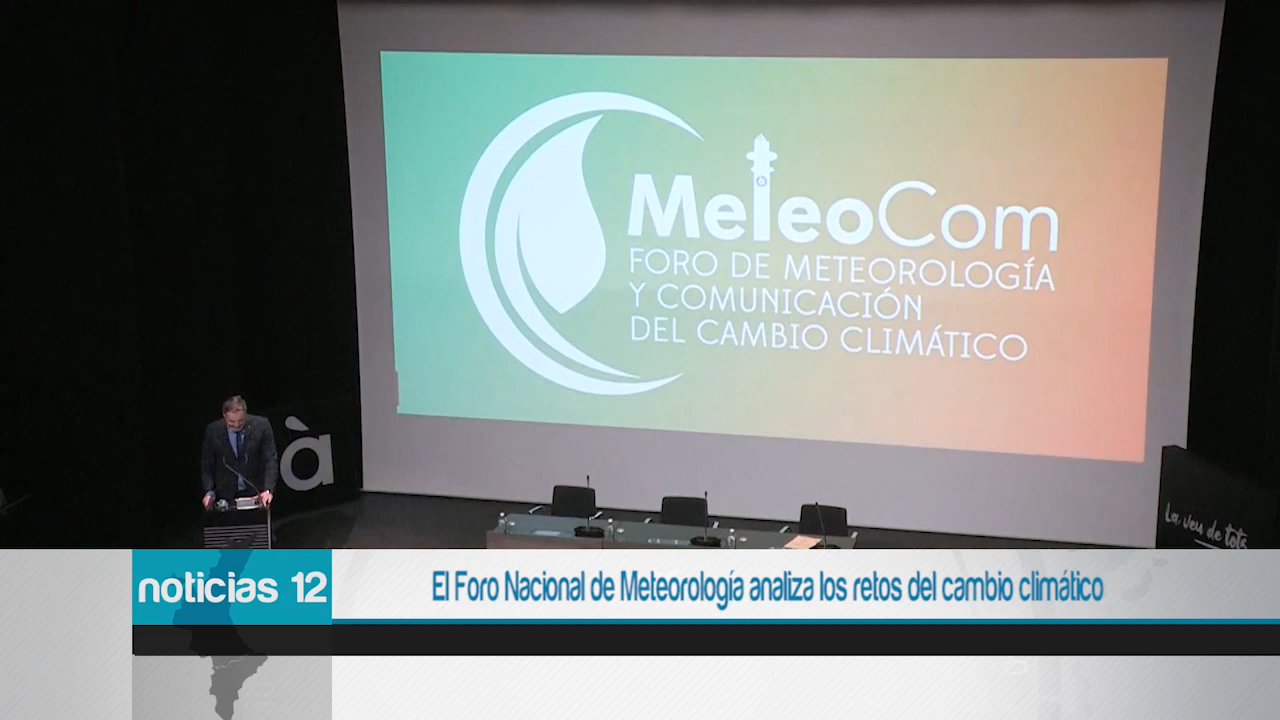 MeteoCom
FORO DE METEOROLOGÍA
Y COMUNICACIÓN
DEL CAMBIO CLIMÁTICO
à
La veu de tots
noticias 12
El Foro Nacional de Meteorología analiza los retos del cambio climático